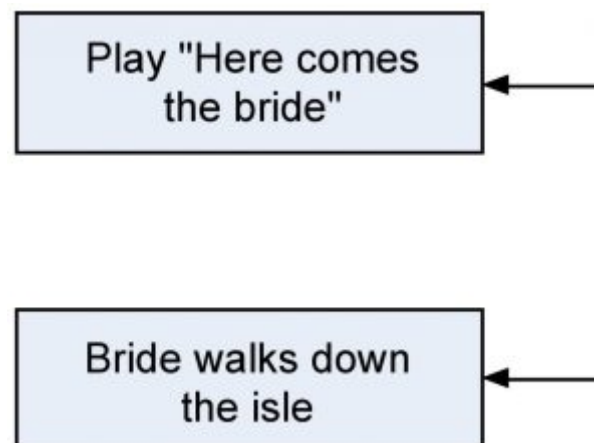 Play "Here comes
the bride"
Bride walks down
the isle